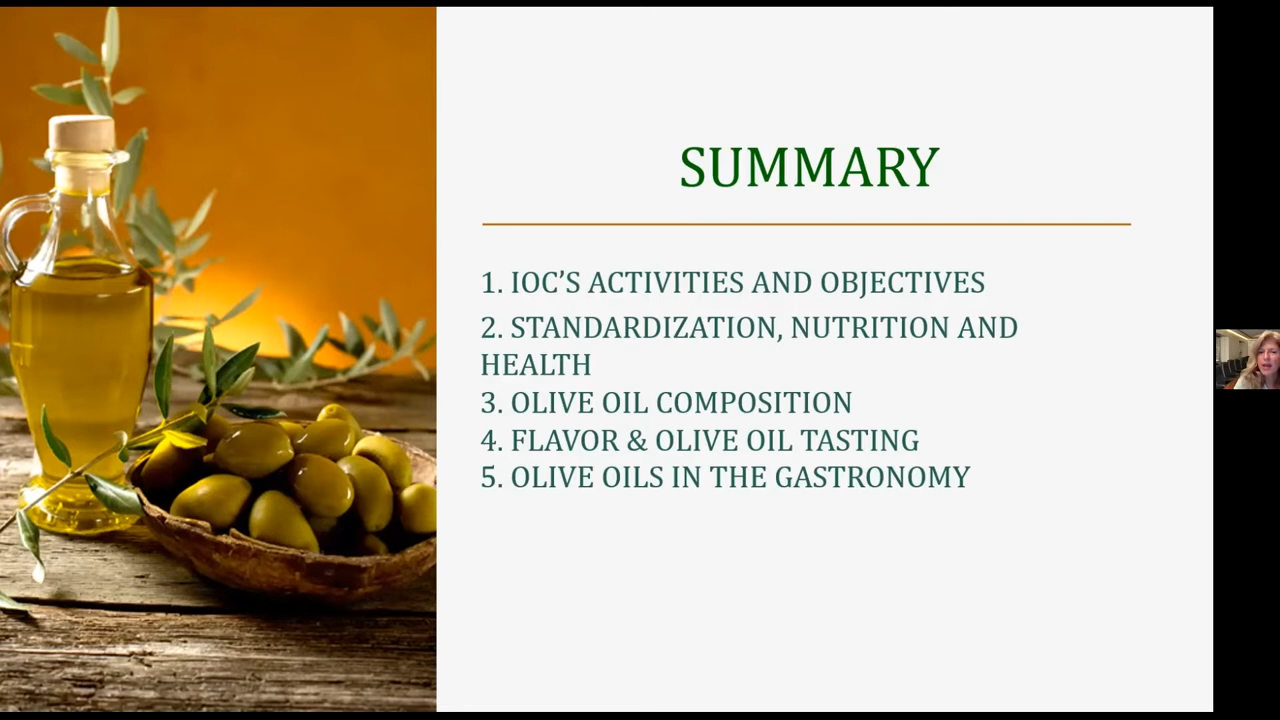 SUMMARY
1. IOC’S ACTIVITIES AND OBJECTIVES
2. STANDARDIZATION, NUTRITION AND
HEALTH
3. OLIVE OIL COMPOSITION
4. FLAVOR & OLIVE OIL TASTING
5. OLIVE OILS IN THE GASTRONOMY